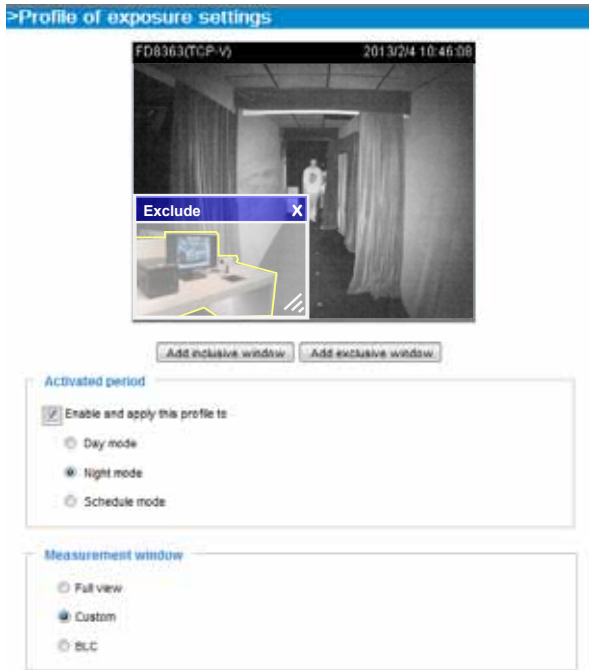 >Profile of exposure settings
FD8363(TCP-V) 2013/2/4 10:46:08
Exclude X
Add inclusive window Add exclusive window
Activated period
Enable and apply this profile to
Day mode
Night mode
Schedule mode
Measurement window
Full view
Custom
BLC